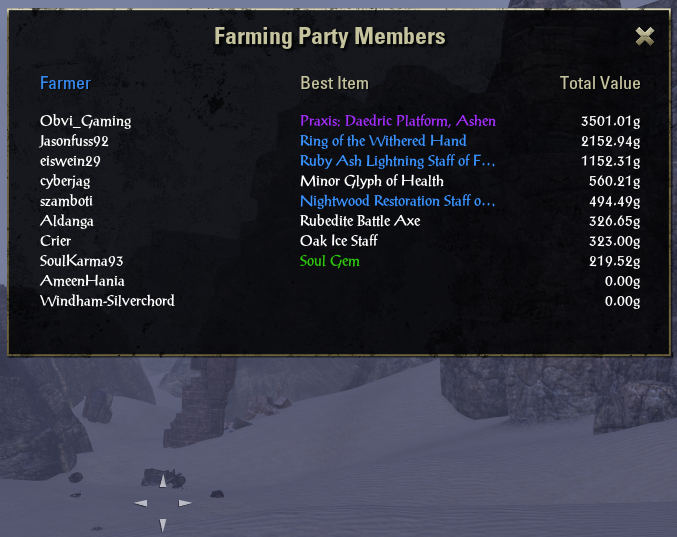 Farming Party Members
Farmer Best Item Total Value
Obvi_Gaming Praxis: Daedric Platform, Ashen 3501.01g
Jasonfuss92 Ring of the Withered Hand 2152.94g
eiswein29 Ruby Ash Lightning Staff of F... 1152.31g
cyberjag Minor Glyph of Health 560.21g
szamboti Nightwood Restoration Staff o... 494.49g
Aldanga Rubedite Battle Axe 326.65g
Crier Oak Ice Staff 323.00g
SoulKarma93 Soul Gem 219.52g
AmeenHania 0.00g
Windham-Silverchord 0.00g